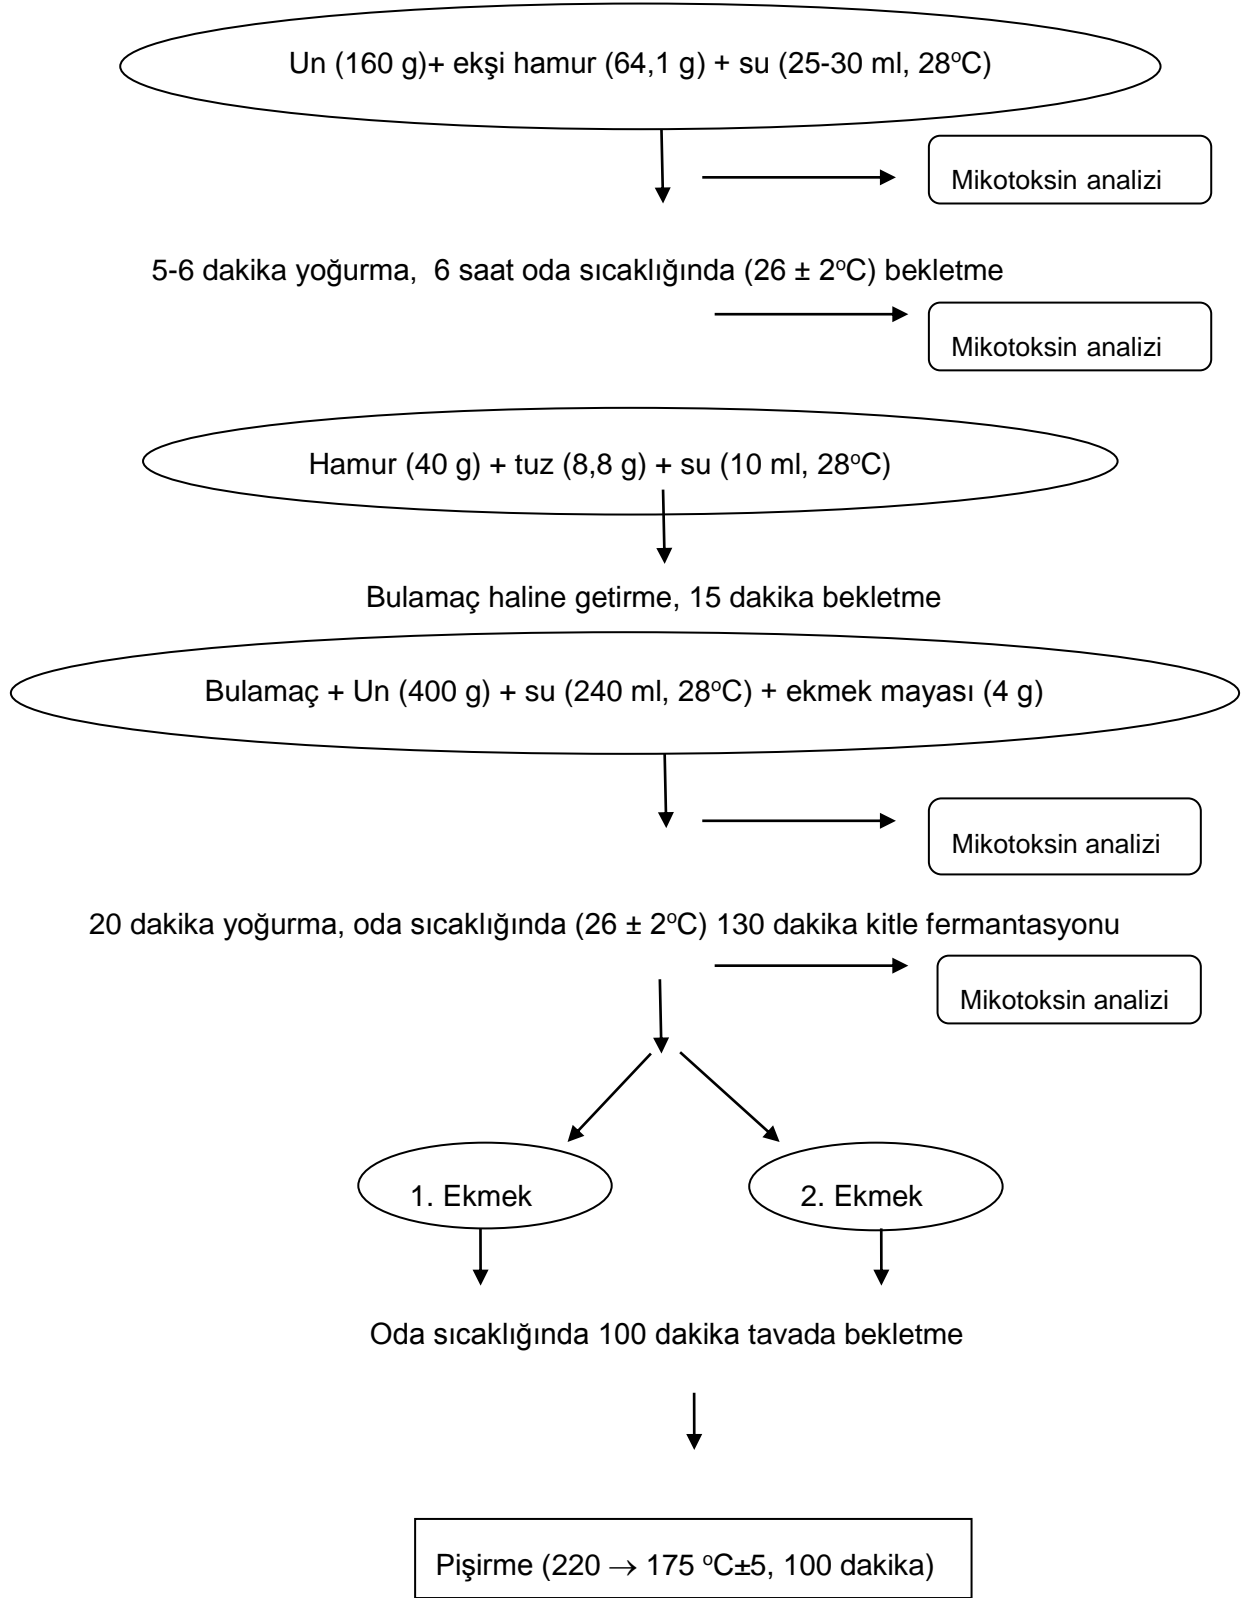 Un (160 g)+ ekşi hamur (64,1 g) + su (25-30 ml, 28°C)
Mikotoksin analizi
5-6 dakika yoğurma, 6 saat oda sıcaklığında (26 ± 2°C) bekletme
Mikotoksin analizi
Hamur (40 g) + tuz (8,8 g) + su (10 ml, 28°C)
Bulamaç haline getirme, 15 dakika bekletme
Bulamaç + Un (400 g) + su (240 ml, 28°C) + ekmek mayası (4 g)
Mikotoksin analizi
20 dakika yoğurma, oda sıcaklığında (26 ± 2°C) 130 dakika kitle fermantasyonu
Mikotoksin analizi
1. Ekmek
2. Ekmek
Oda sıcaklığında 100 dakika tavada bekletme
Pişirme (220 → 175 °C±5, 100 dakika)